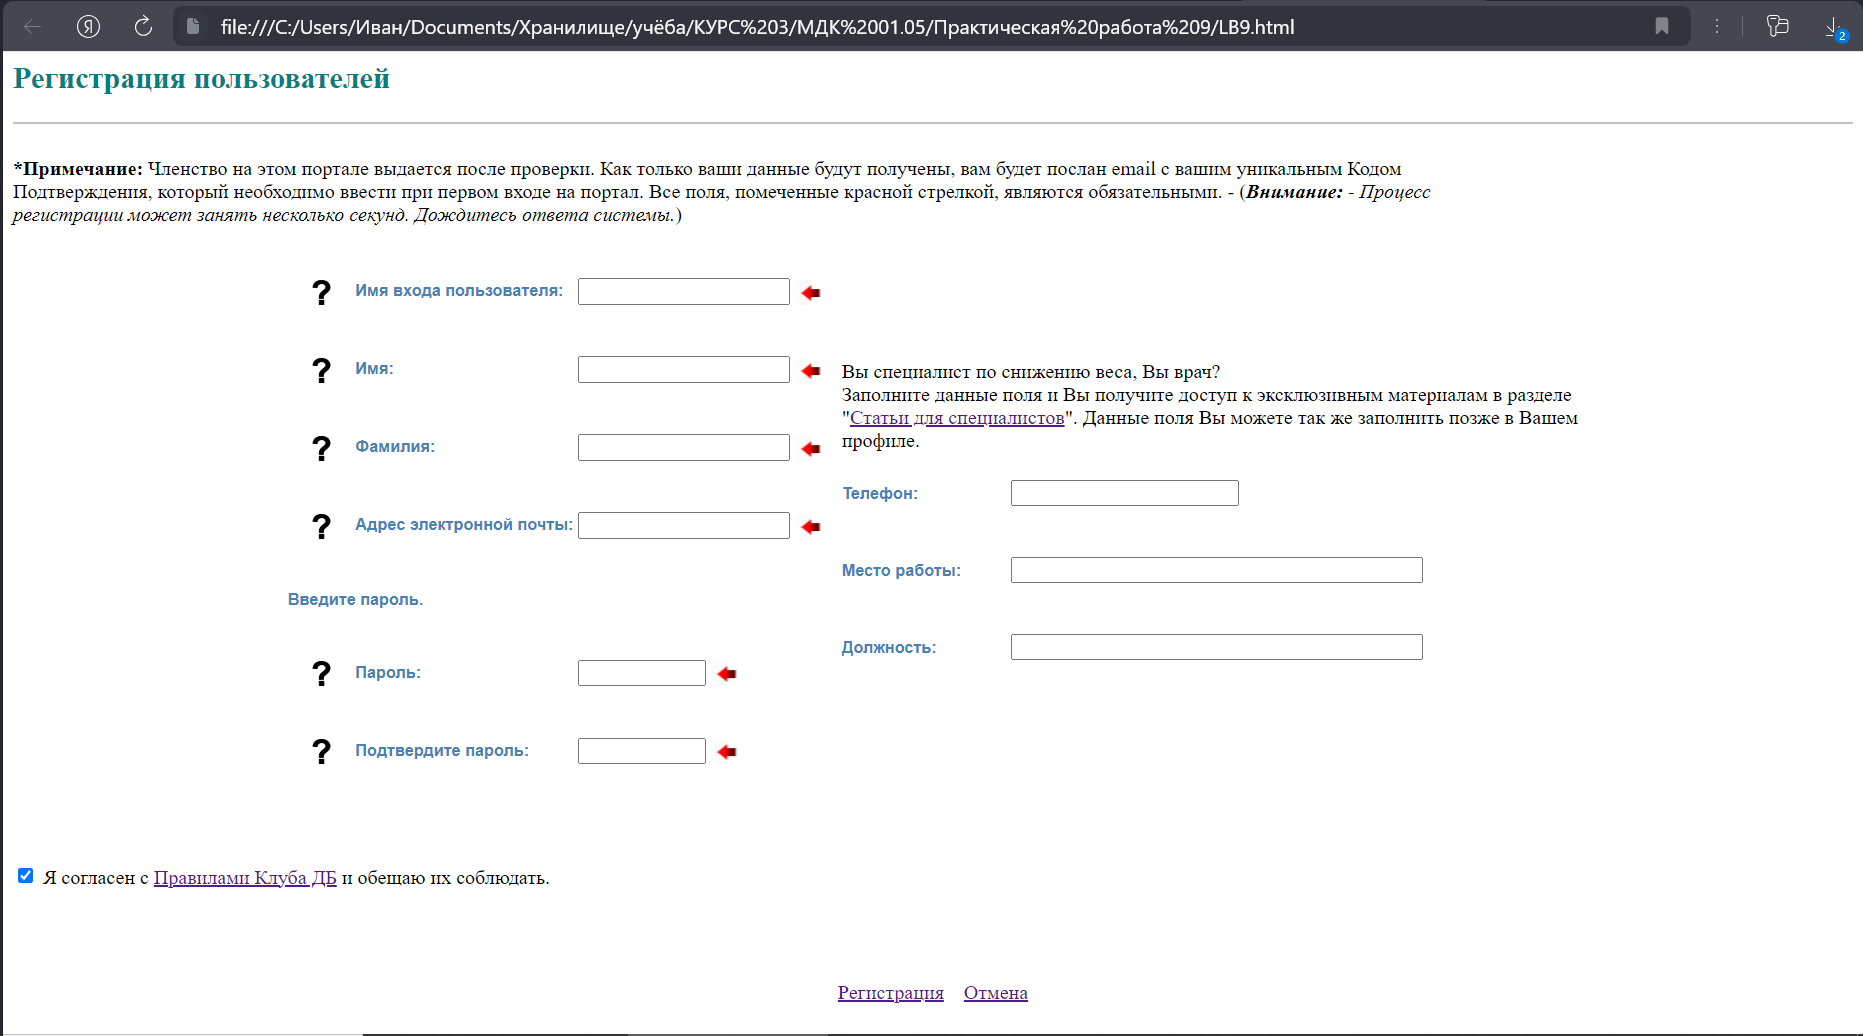 file:///C:/Users/Иван/Documents/Хранилище/учёба/КУРС%203/МДК%2001.05/Практическая%20работа%209/LB9.html
2
Регистрация пользователей
*Примечание: Членство на этом портале выдается после проверки. Как только ваши данные будут получены, вам будет послан email с вашим уникальным Кодом
Подтверждения, который необходимо ввести при первом входе на портал. Все поля, помеченные красной стрелкой, являются обязательными. - (Внимание: - Процесс
регистрации может занять несколько секунд. Дождитесь ответа системы.)
? Имя входа пользователя:
? Имя:
? Фамилия:
? Адрес электронной почты:
Введите пароль.
? Пароль:
? Подтвердите пароль:
Вы специалист по снижению веса, Вы врач?
Заполните данные поля и Вы получите доступ к эксклюзивным материалам в разделе
"Статьи для специалистов". Данные поля Вы можете так же заполнить позже в Вашем
профиле.
Телефон:
Место работы:
Должность:
Я согласен с Правилами Клуба ДБ и обещаю их соблюдать.
Регистрация Отмена